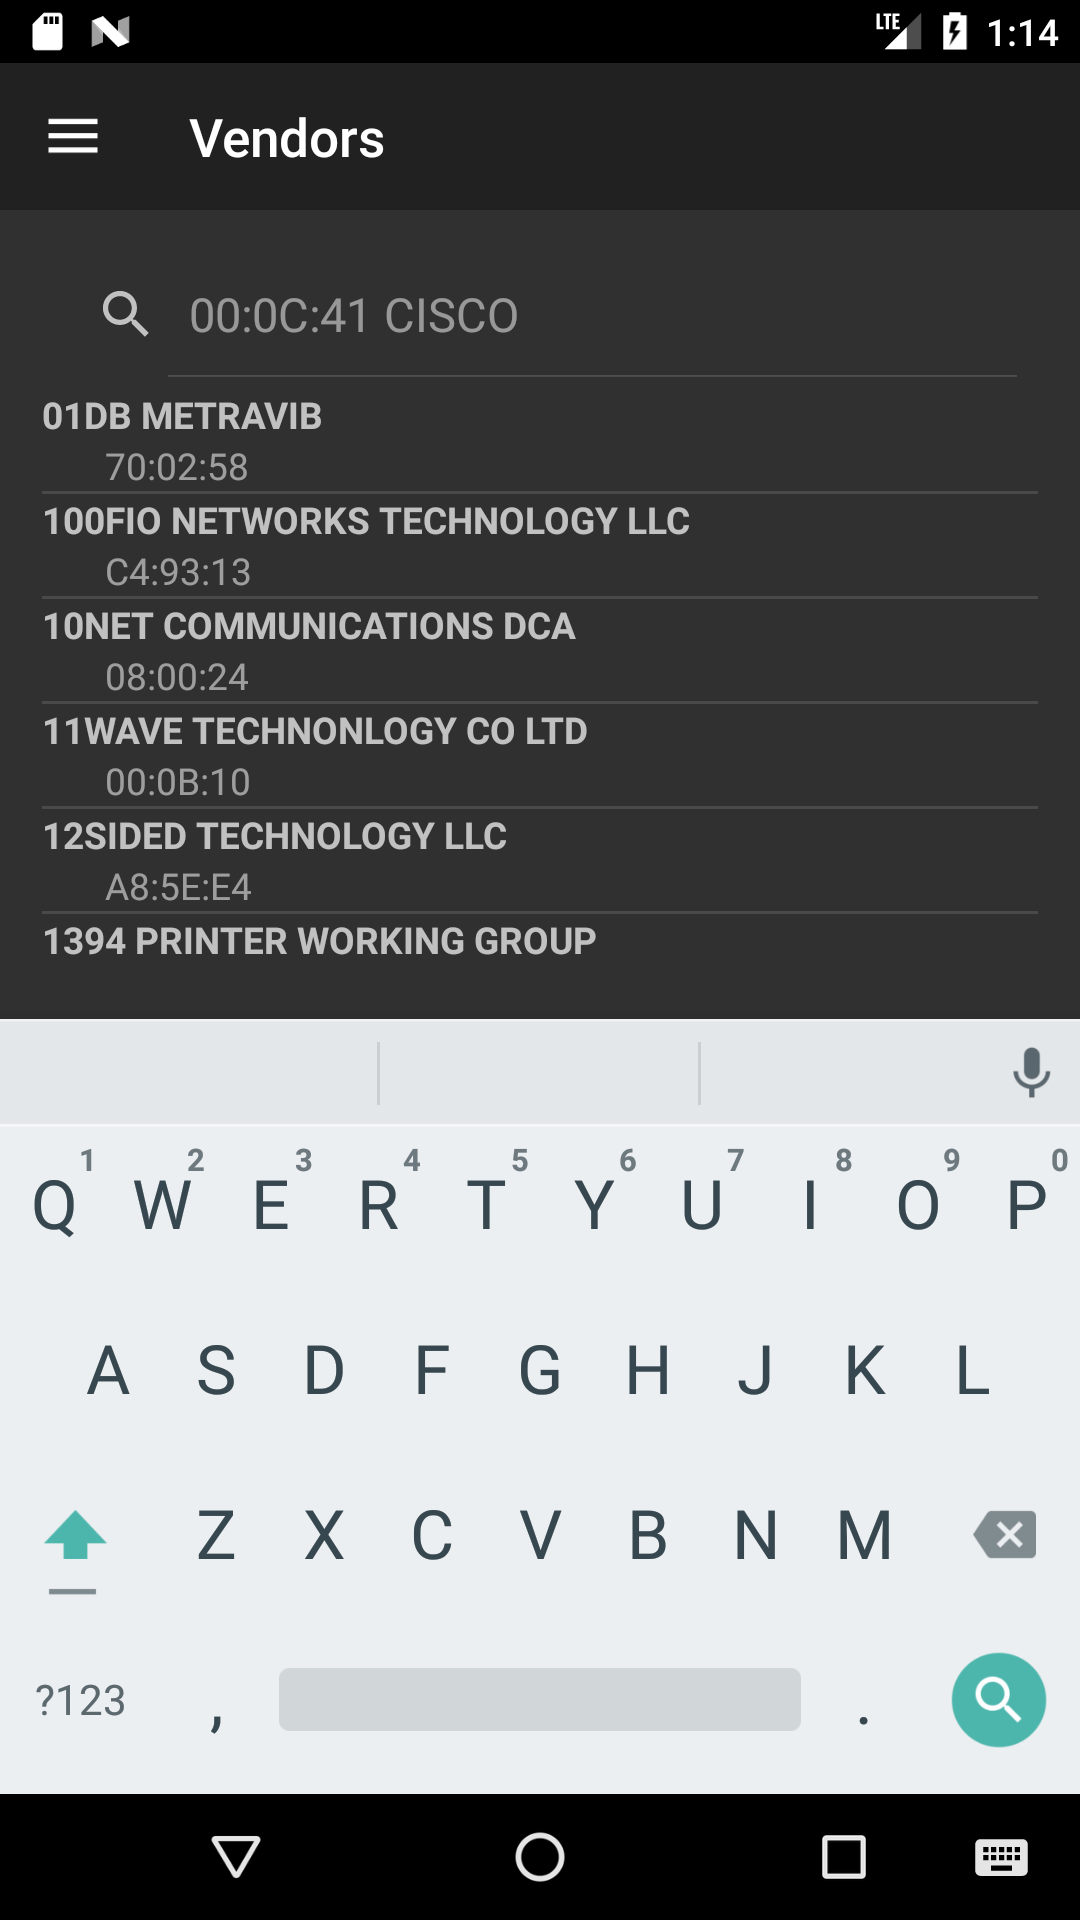 LTE 1:14
Vendors
00:0C:41 CISCO
01DB METRAVIB
70:02:58
100FIO NETWORKS TECHNOLOGY LLC
C4:93:13
10NET COMMUNICATIONS DCA
08:00:24
11WAVE TECHNONLOGY CO LTD
00:0B:10
12SIDED TECHNOLOGY LLC
A8:5E:E4
1394 PRINTER WORKING GROUP
1 2 3 4 5 6 7 8 9 0
Q W E R T Y U I O P
A S D F G H J K L
Z X C V B N M
?123 , .